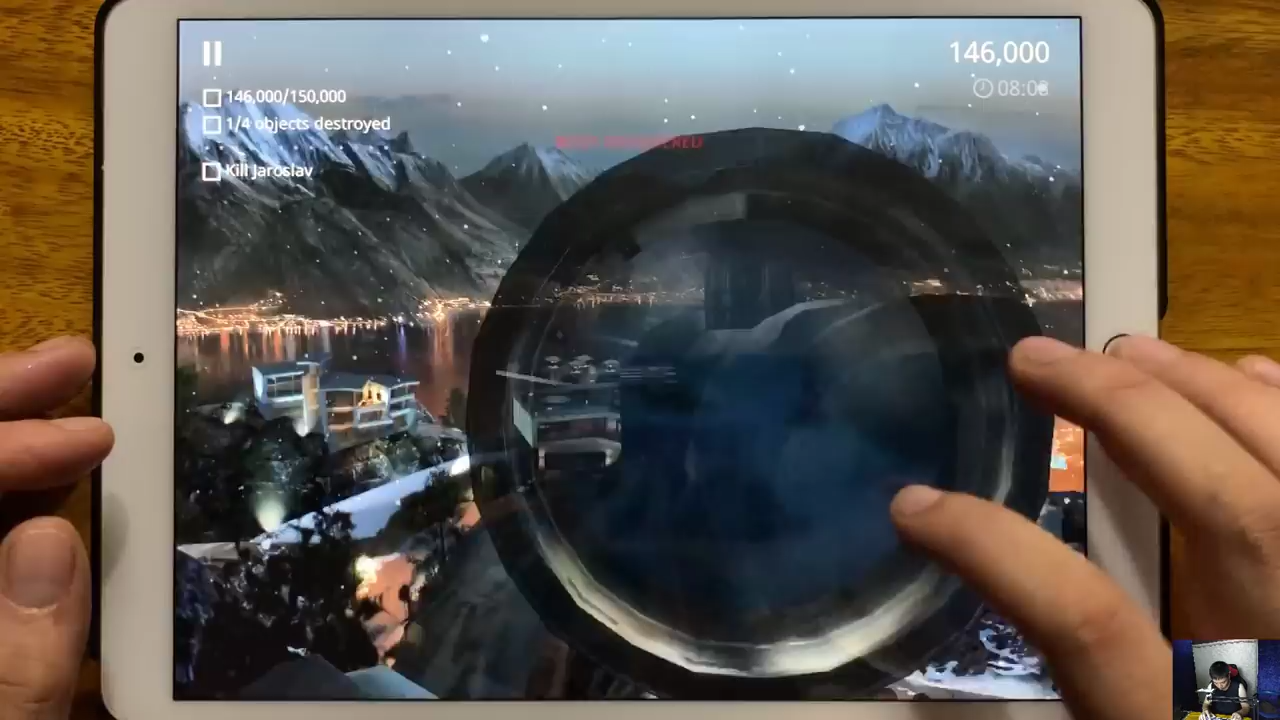 146,000
08:08
146,000/150,000
1/4 objects destroyed
Kill Jaroslav